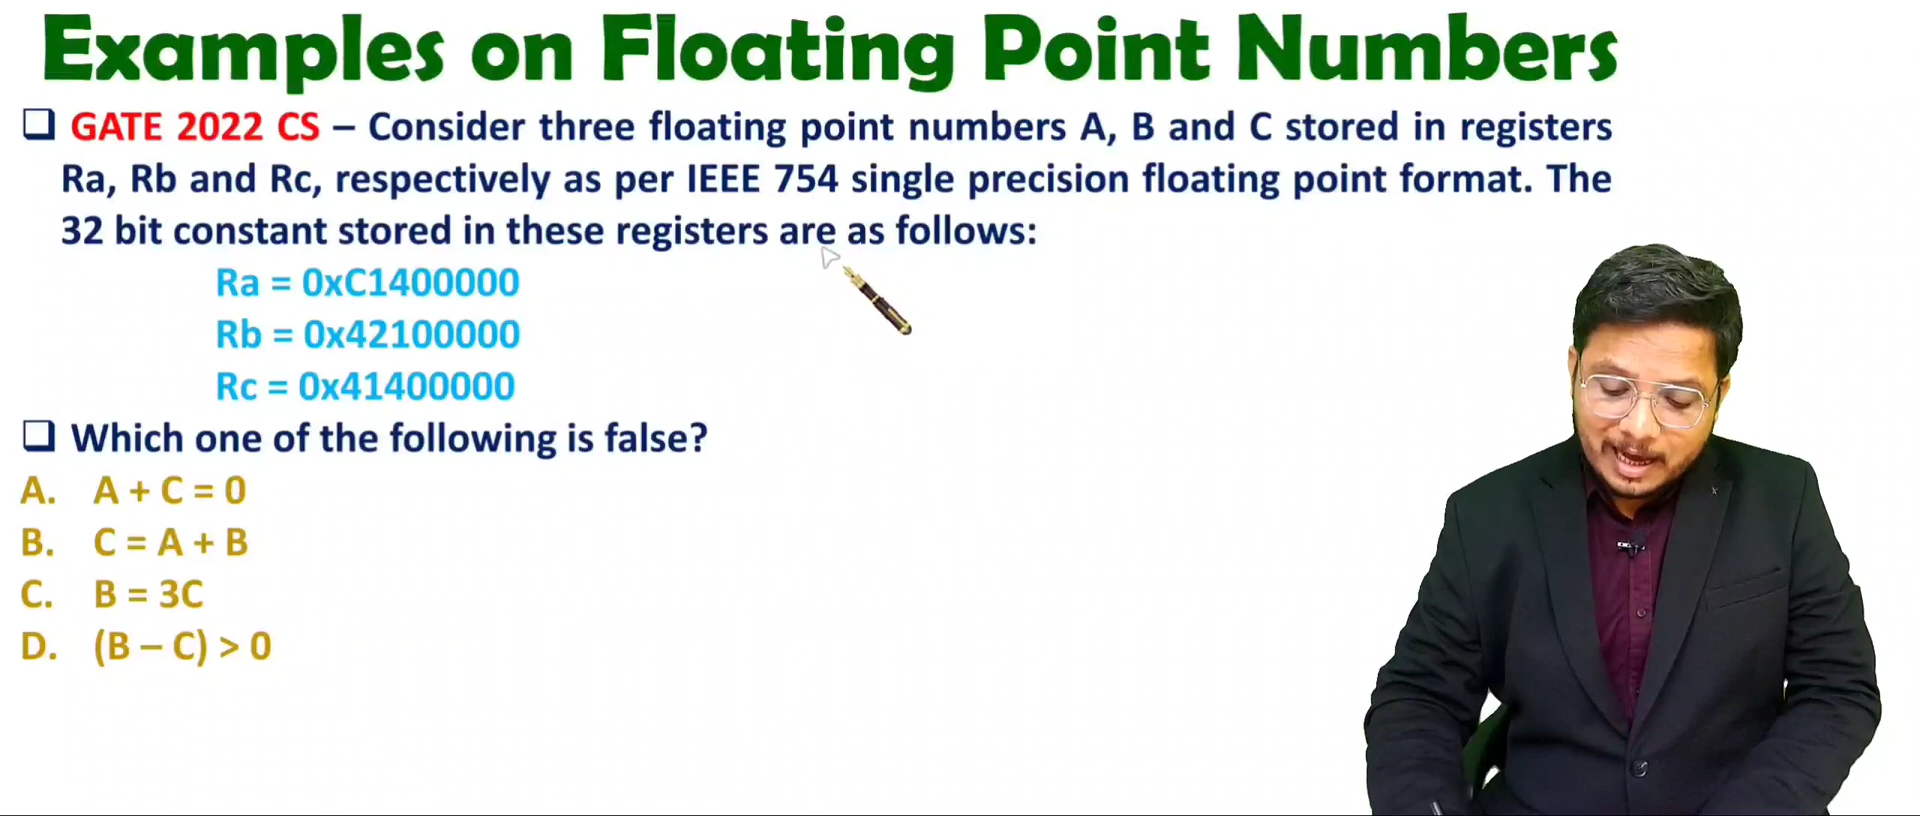 Examples on Floating Point Numbers
GATE 2022 CS – Consider three floating point numbers A, B and C stored in registers
Ra, Rb and Rc, respectively as per IEEE 754 single precision floating point format. The
32 bit constant stored in these registers are as follows:
Ra = 0xC1400000
Rb = 0x42100000
Rc = 0x41400000
Which one of the following is false?
A. A + C = 0
B. C = A + B
C. B = 3C
D. (B – C) > 0